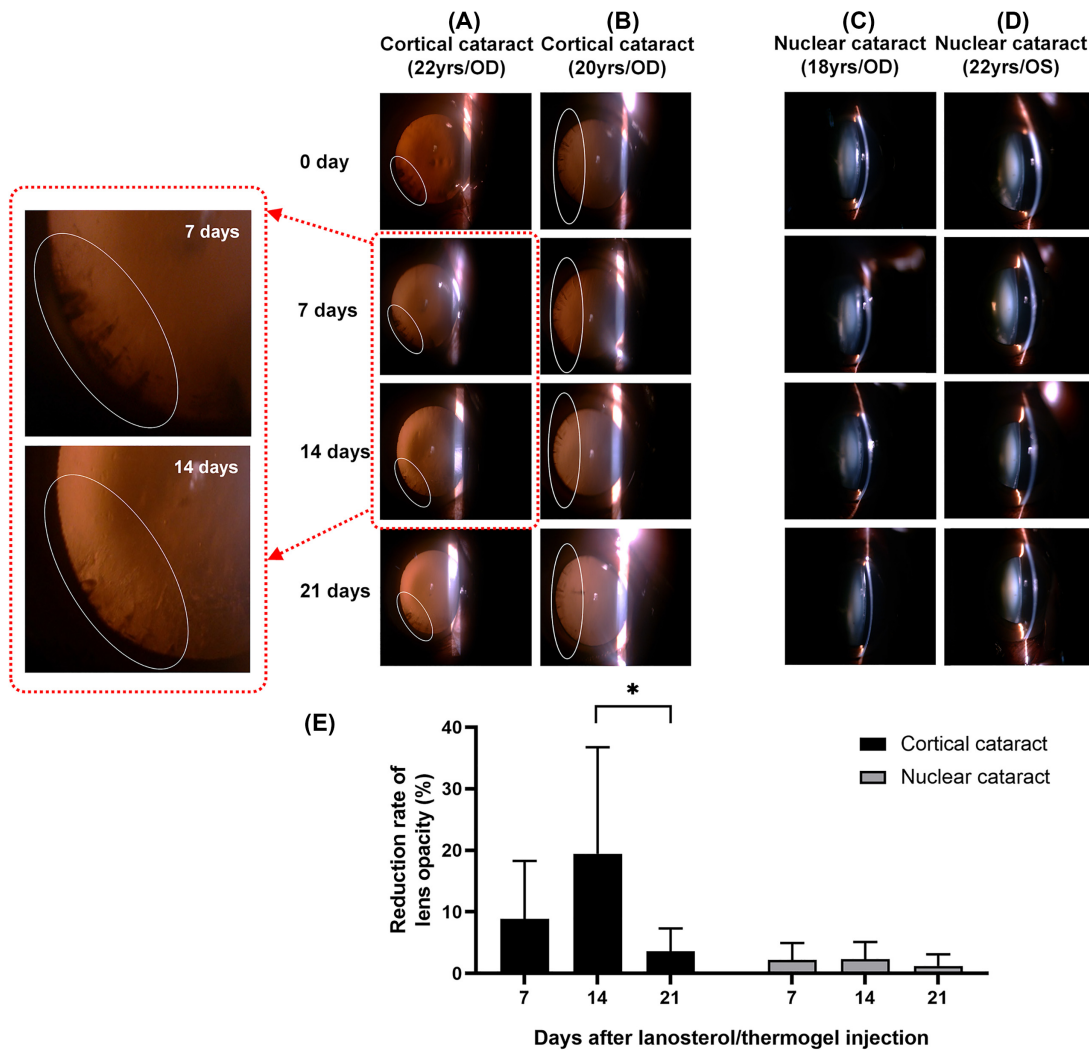 (A)
Cortical cataract
(22yrs/OD)
(B)
Cortical cataract
(20yrs/OD)
(C)
Nuclear cataract
(18yrs/OD)
(D)
Nuclear cataract
(22yrs/OS)
0 day
7 days
14 days
21 days
7 days
14 days
(E)
*
Reduction rate of
lens opacity (%)
40
30
20
10
0
7
14
21
7
14
21
Cortical cataract
Nuclear cataract
Days after lanosterol/thermogel injection